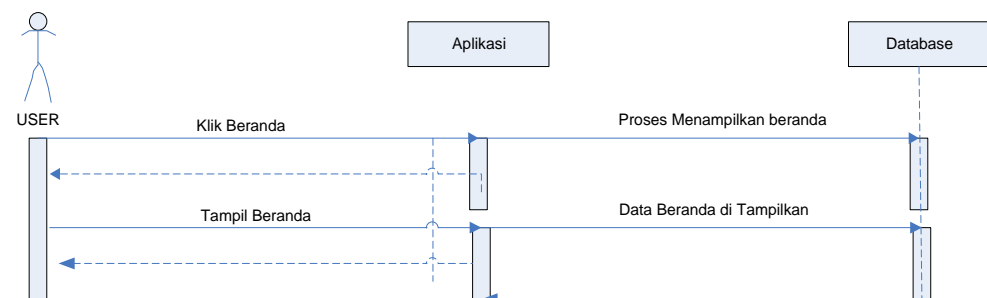 Aplikasi
Database
USER
Klik Beranda
Proses Menampilkan beranda
Tampil Beranda
Data Beranda di Tampilkan